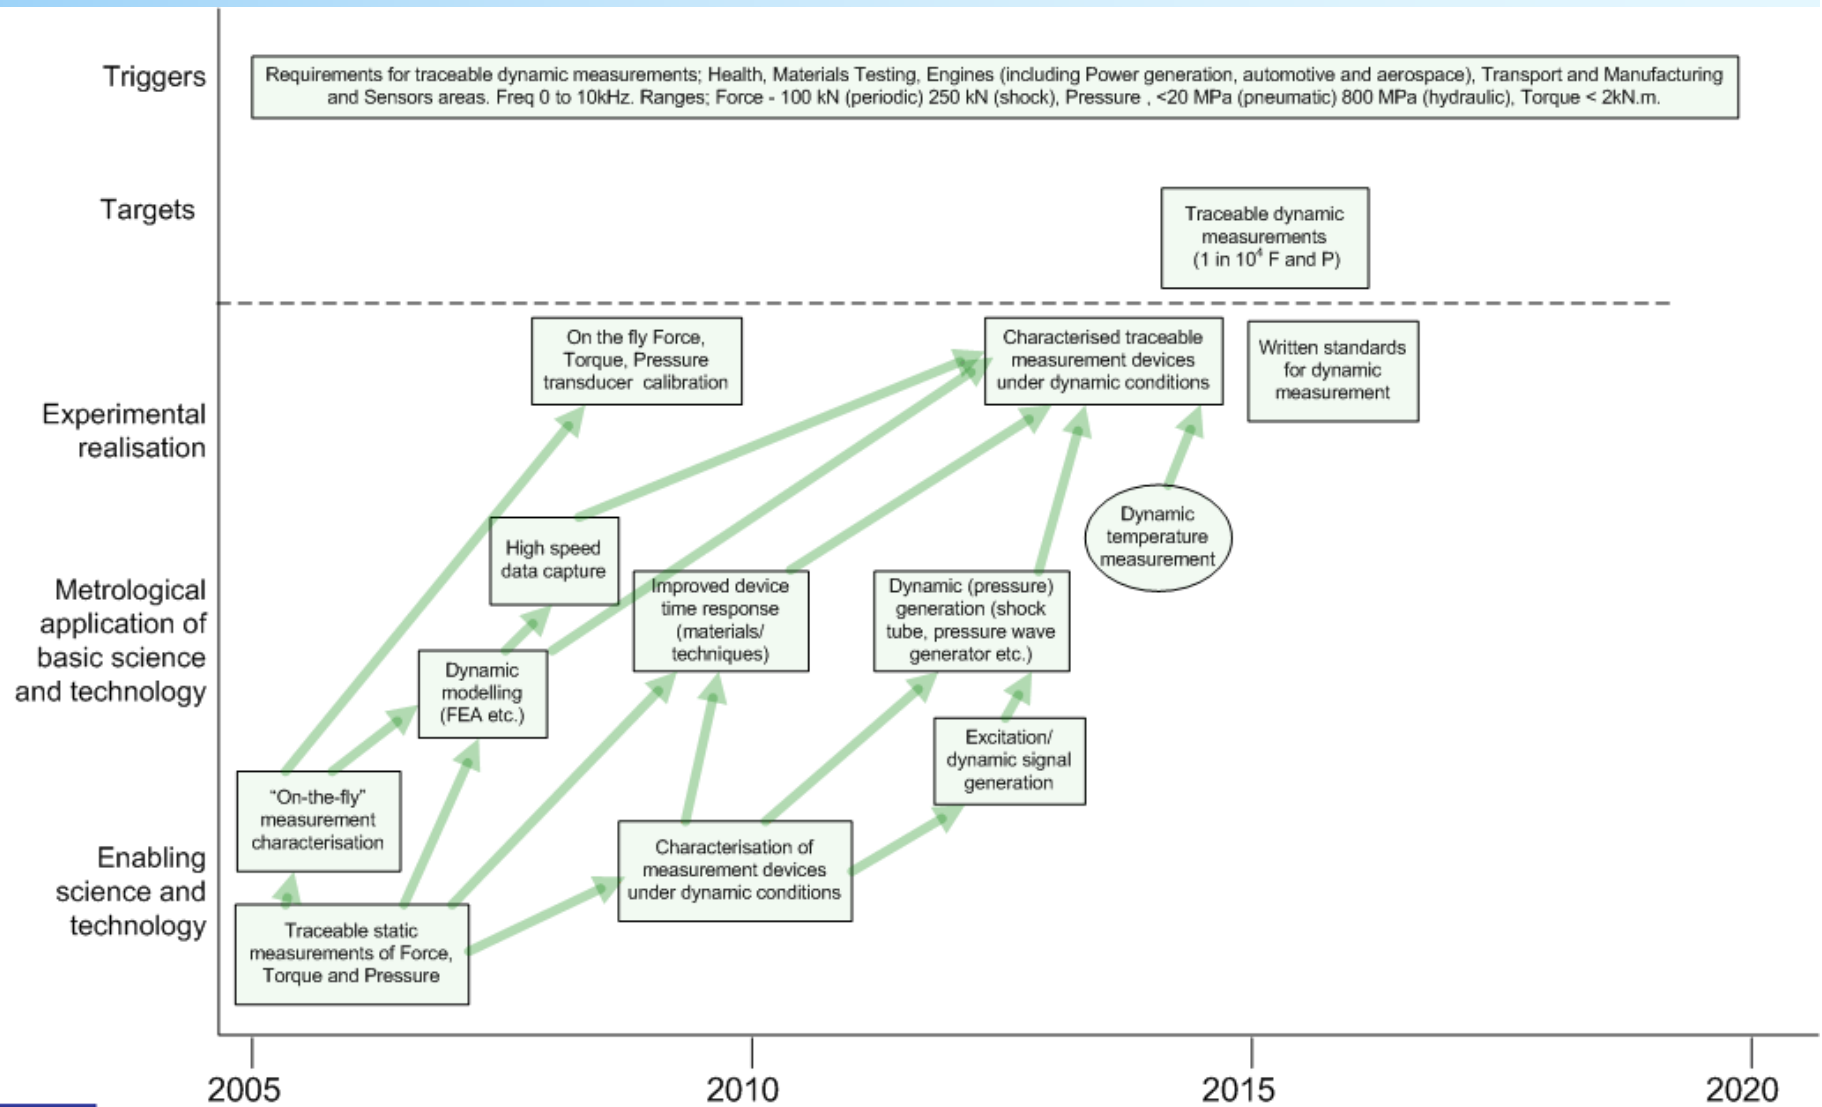 Triggers
Requirements for traceable dynamic measurements; Health, Materials Testing, Engines (including Power generation, automotive and aerospace), Transport and Manufacturing
and Sensors areas. Freq 0 to 10kHz. Ranges; Force - 100 kN (periodic) 250 kN (shock), Pressure , <20 MPa (pneumatic) 800 MPa (hydraulic), Torque < 2kN.m.
Targets
Traceable dynamic
measurements
(1 in 10⁴ F and P)
Experimental
realisation
On the fly Force,
Torque, Pressure
transducer calibration
Characterised traceable
measurement devices
under dynamic conditions
Written standards
for dynamic
measurement
Metrological
application of
basic science
and technology
High speed
data capture
Dynamic
temperature
measurement
Improved device
time response
(materials/
techniques)
Dynamic (pressure)
generation (shock
tube, pressure wave
generator etc.)
Dynamic
modelling
(FEA etc.)
Excitation/
dynamic signal
generation
Enabling
science and
technology
“On-the-fly”
measurement
characterisation
Characterisation of
measurement devices
under dynamic conditions
Traceable static
measurements of Force,
Torque and Pressure
2005
2010
2015
2020